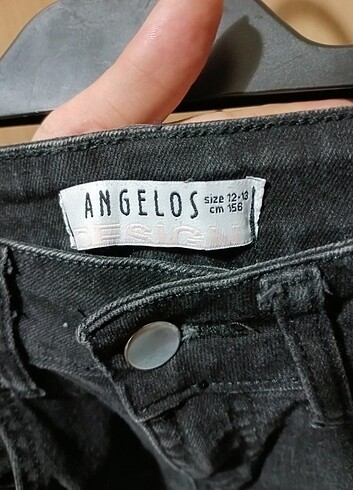 ANGELOS
size 12-13
cm 158
DESIGN